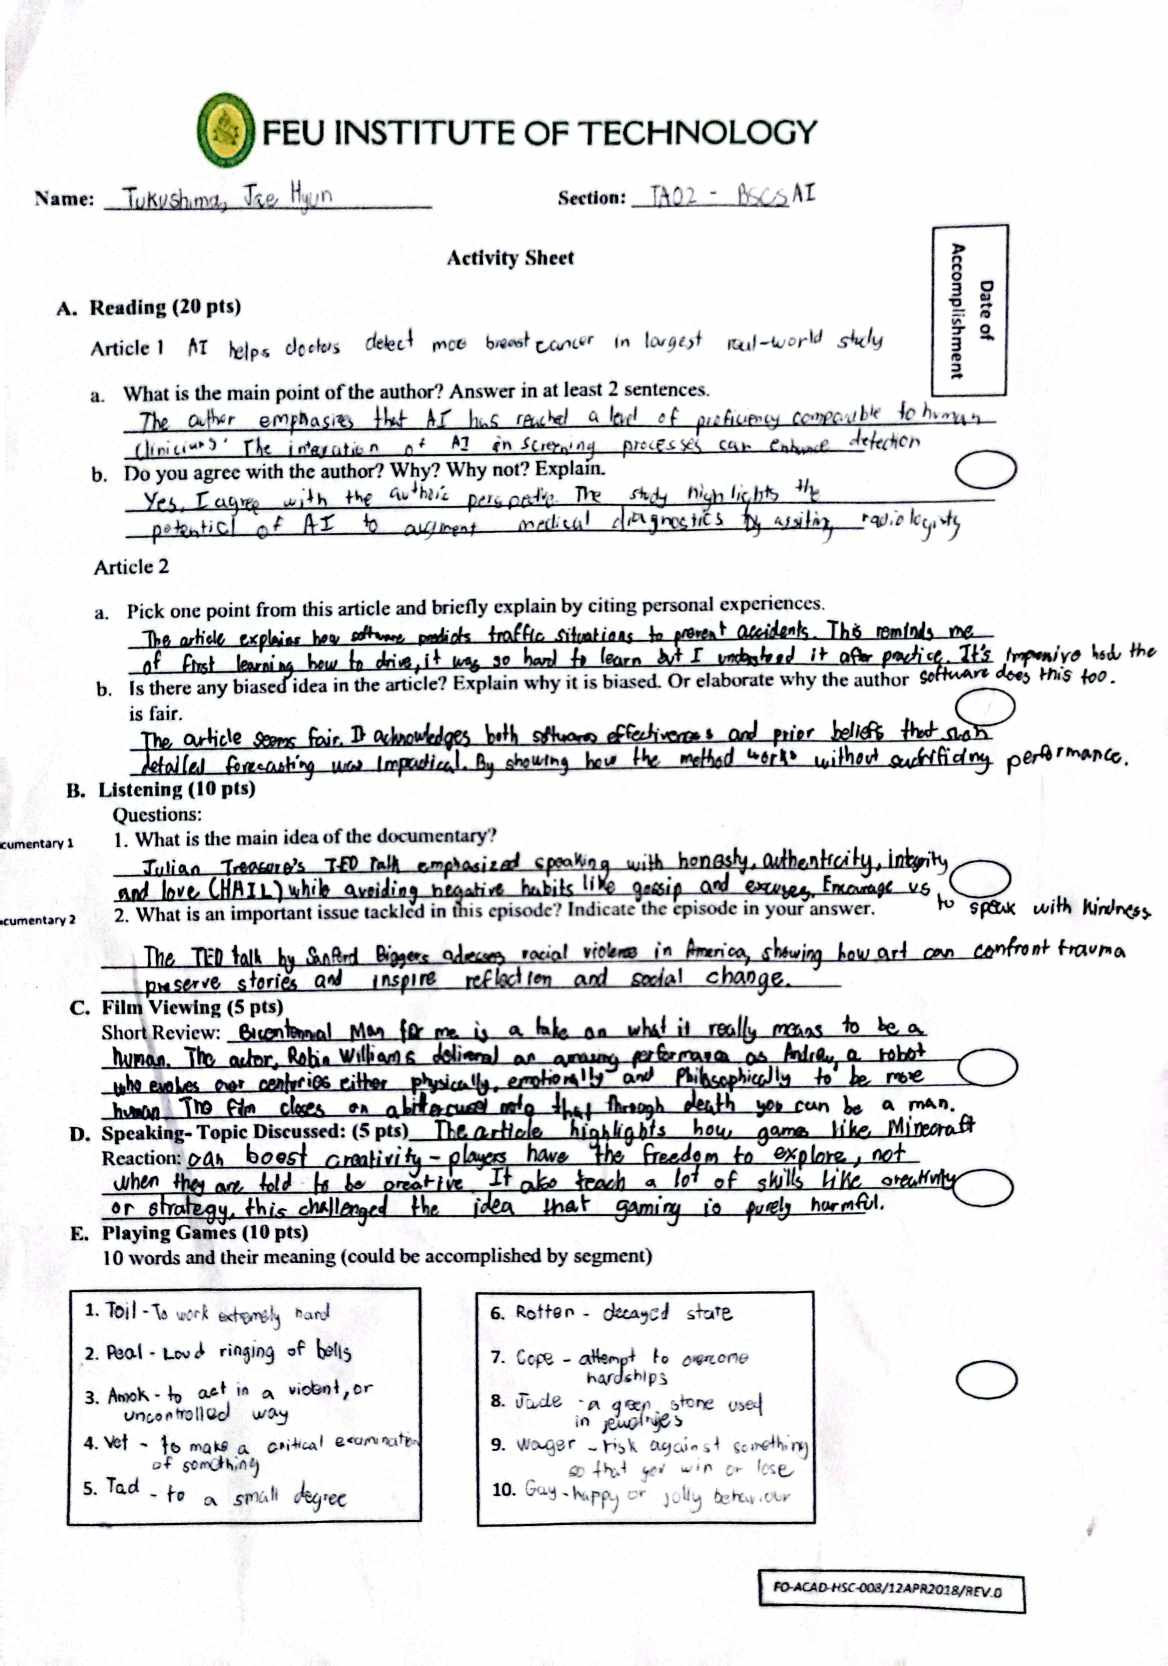 FEU INSTITUTE OF TECHNOLOGY
Name: Tukushima, Jae Hyun Section: TA02 - BSCSAI
Activity Sheet
Date of
Accomplishment
A. Reading (20 pts)
Article 1 AI helps doctors detect more breast cancer in largest real-world study
a. What is the main point of the author? Answer in at least 2 sentences.
The author emphasizes that AI has reached a level of proficiency comparable to human
clinicians. The integration of AI in screening processes can enhance detection
b. Do you agree with the author? Why? Why not? Explain.
Yes, I agree with the perspective. The study highlights the
potential of AI to augment medical diagnostics by assiting radiologists
Article 2
a. Pick one point from this article and briefly explain by citing personal experiences.
The article explains how software predicts traffic situations to prevent accidents. This reminds me
of first learning how to drive, it was so hard to learn but I understood it after practice. It's impressive how the
software does this too.
b. Is there any biased idea in the article? Explain why it is biased. Or elaborate why the author
is fair.
The article seems fair. It acknowledges both softwares effectiveness and prior beliefs that such
detailed forecasting was impractical. By showing how the method works without sacrificing performance.
B. Listening (10 pts)
Questions:
cumentary 1 1. What is the main idea of the documentary?
Julian Treasure's TED Talk emphasized speaking with honesty, authenticity, integrity
and love (HAIL) while avoiding negative habits like gossip and excuses. Encourage us
to speak with kindness
cumentary 2 2. What is an important issue tackled in this episode? Indicate the episode in your answer.
The TED talk by Sanford Biggers racial violence in America, showing how art can confront trauma
preserve stories and inspire reflection and social change.
C. Film Viewing (5 pts)
Short Review: Bicentennal Man for me is a take on what it really means to be a
human. The actor, Robin Williams delivered an amazing performance as Andrew, a robot
who evolves over centuries either physically, emotionally and Philosophically to be more
human. The film closes on a note that through death you can be a man.
D. Speaking- Topic Discussed: (5 pts) The article highlights how games like Minecraft
Reaction: can boost creativity - players have the freedom to explore, not
when they are told to be creative. It also teach a lot of skills like creativity
or strategy, this challenged the idea that gaming is purely harmful.
E. Playing Games (10 pts)
10 words and their meaning (could be accomplished by segment)
1. Toil - To work extremely hard
2. Peal - Loud ringing of bells
3. Amok - to act in a violent, or
uncontrolled way
4. Vet - to make a critical examination
of something
5. Tad - to a small degree
6. Rotten - decayed state
7. Cope - attempt to overcome
hardships
8. Jade - a green stone used
in
9. Wager - risk against something
so that you win or lose
10. Gay - happy or jolly behaviour
FO-ACAD-HSC-008/12APR2018/REV.0